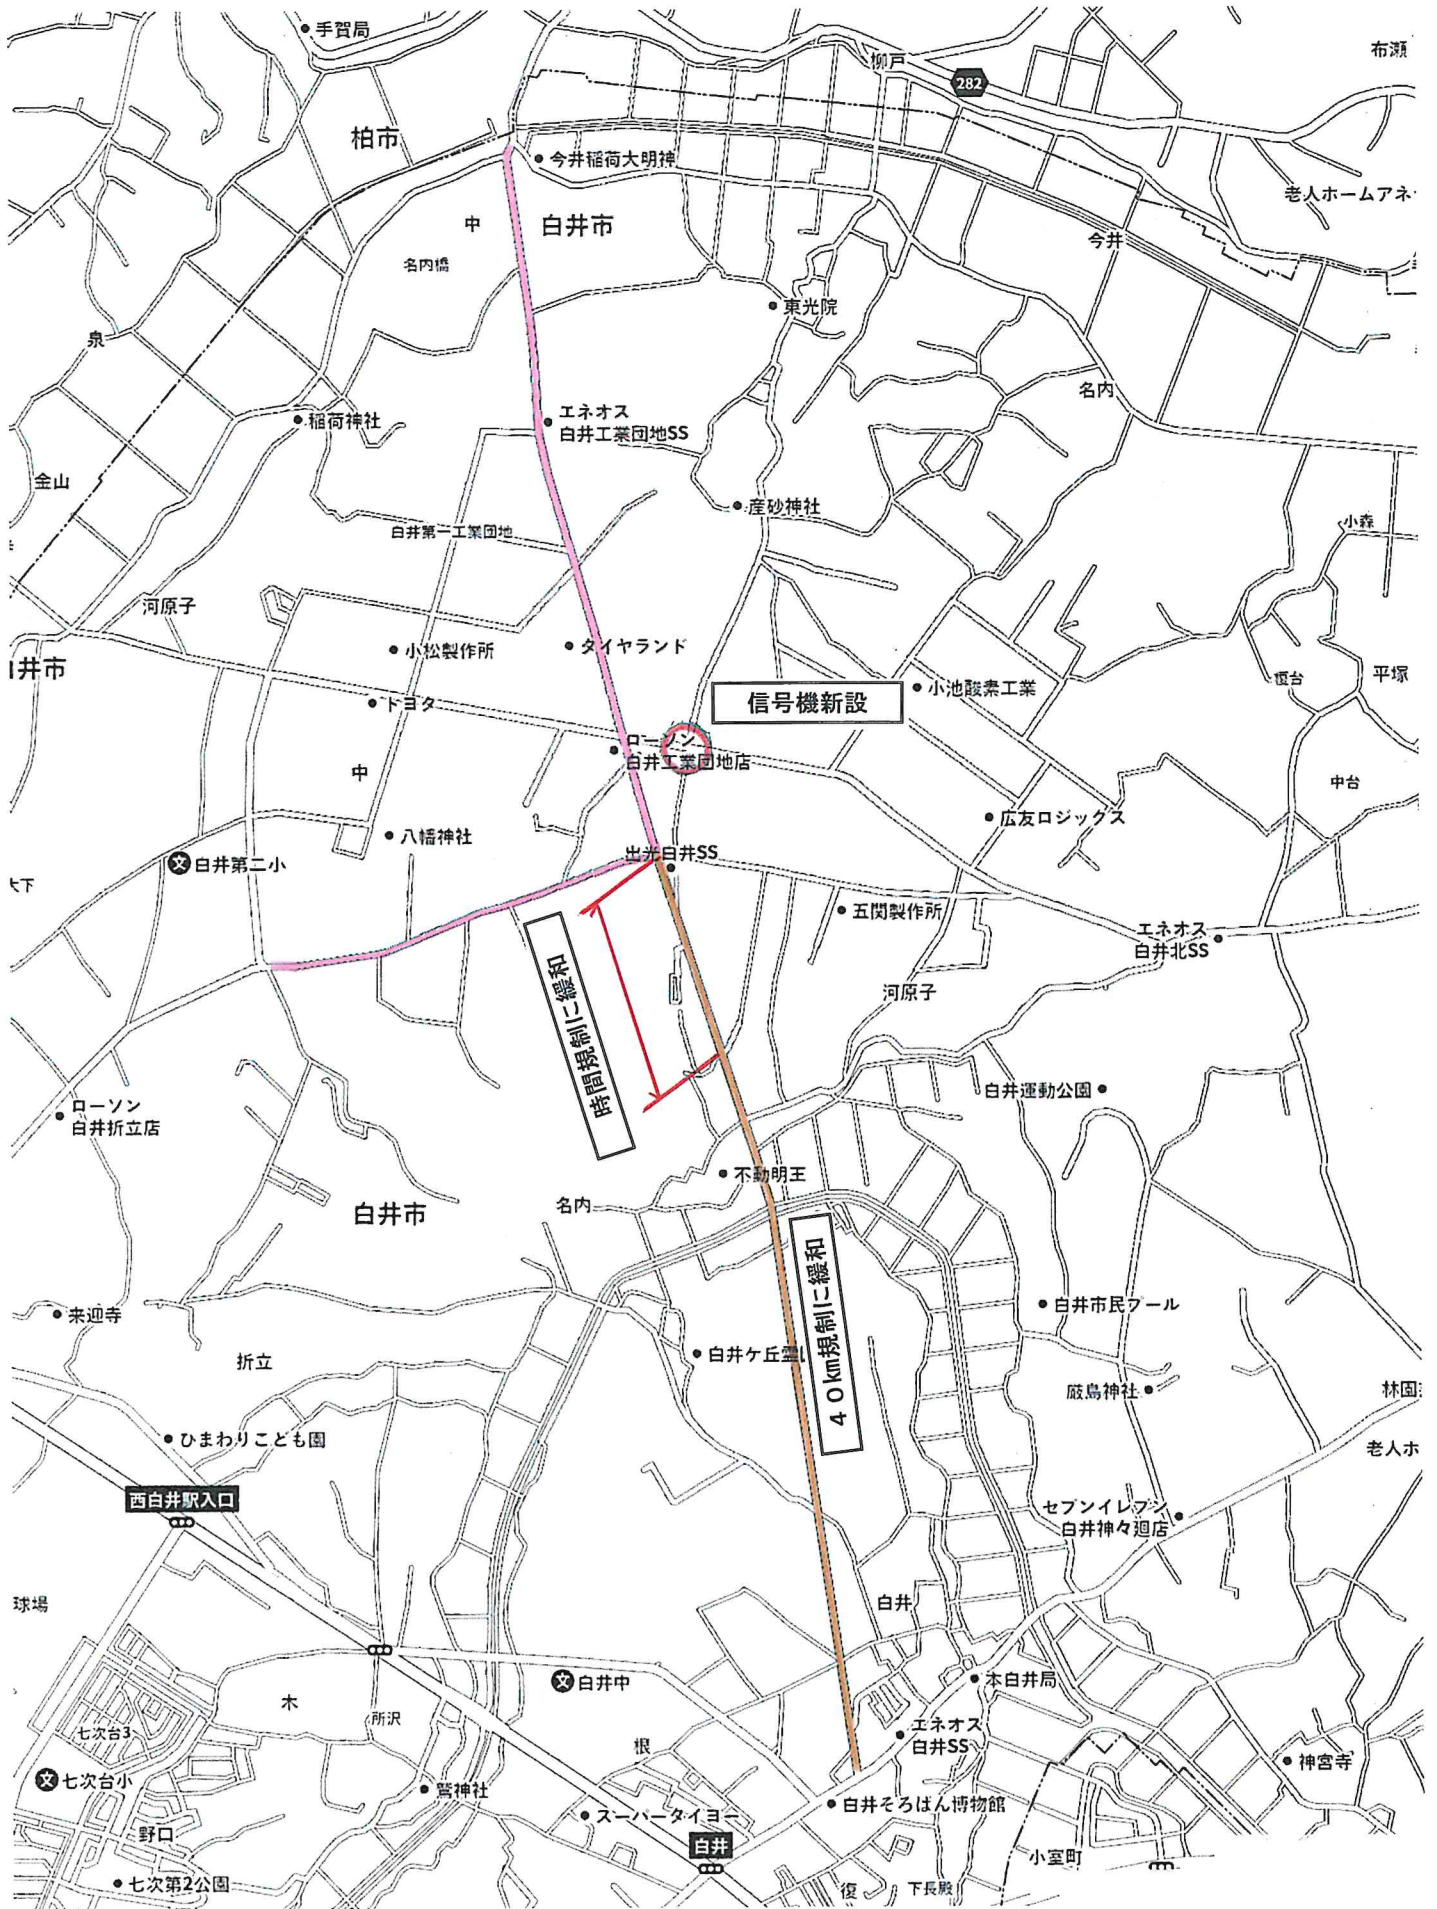 手賀局
布瀬
柳戸
282
柏市
今井稲荷大明神
老人ホームアネ
中
白井市
今井
名内橋
東光院
泉
名内
稲荷神社
エネオス
白井工業団地SS
金山
産砂神社
小森
白井第一工業団地
河原子
小松製作所
ダイヤランド
井市
平塚
小池酸素工業
信号機新設
トヨタ
ローソン
白井工業団地店
中
中台
広友ロジックス
八幡神社
出光白井SS
白井第二小
大下
五関製作所
エネオス
白井北SS
時間規制に緩和
河原子
白井運動公園
ローソン
白井折立店
不動明王
名内
白井市
40km規制に緩和
白井市民プール
来迎寺
白井ケ丘霊
折立
厳島神社
林園
ひまわりこども園
老人ホ
西白井駅入口
セブンイレブン
白井神々廻店
球場
白井
白井中
本白井局
木
所沢
七次台3
エネオス
白井SS
根
神宮寺
七次台小
鷲神社
白井そろばん博物館
スーパータイヨー
野口
白井
小室町
七次第2公園
復
下長殿